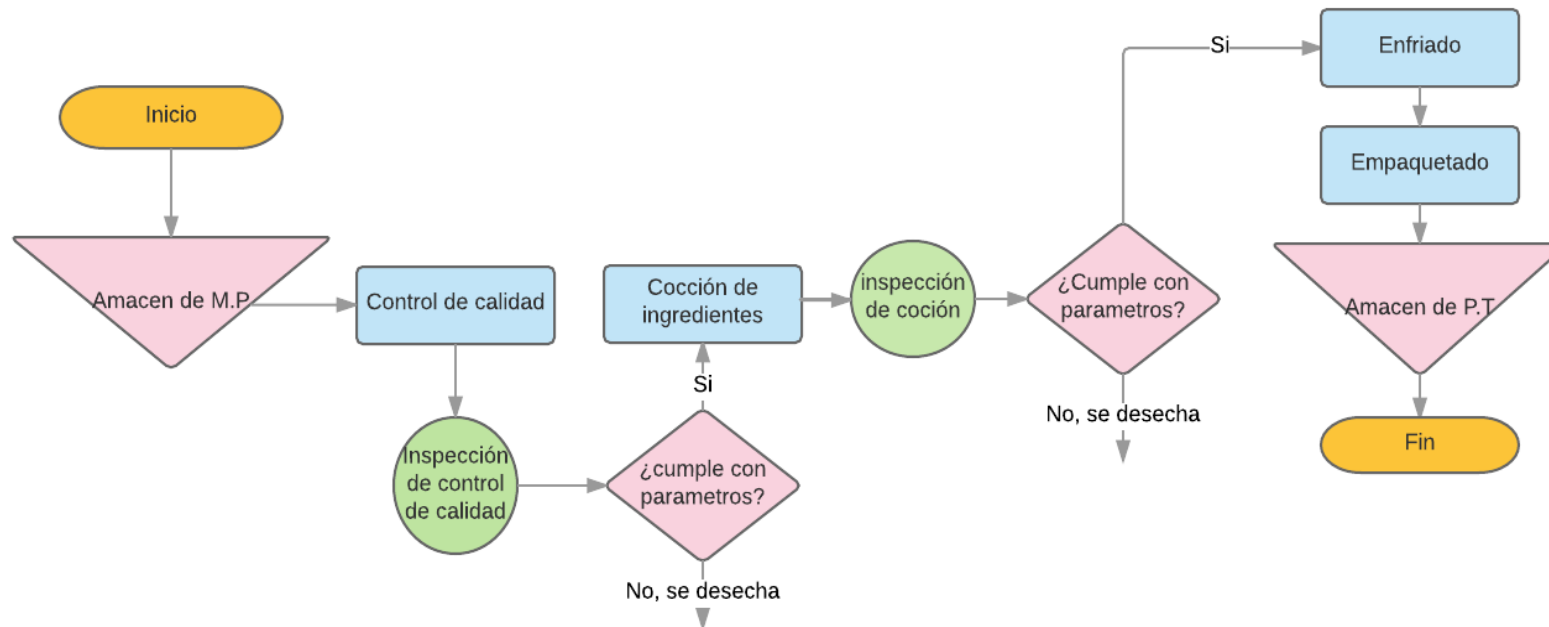 Inicio
Amacen de M.P
Control de calidad
Inspección
de control
de calidad
¿cumple con
parametros?
No, se desecha
Si
Cocción de
ingredientes
inspección
de coción
¿Cumple con
parametros?
No, se desecha
Si
Enfriado
Empaquetado
Amacen de P.T
Fin